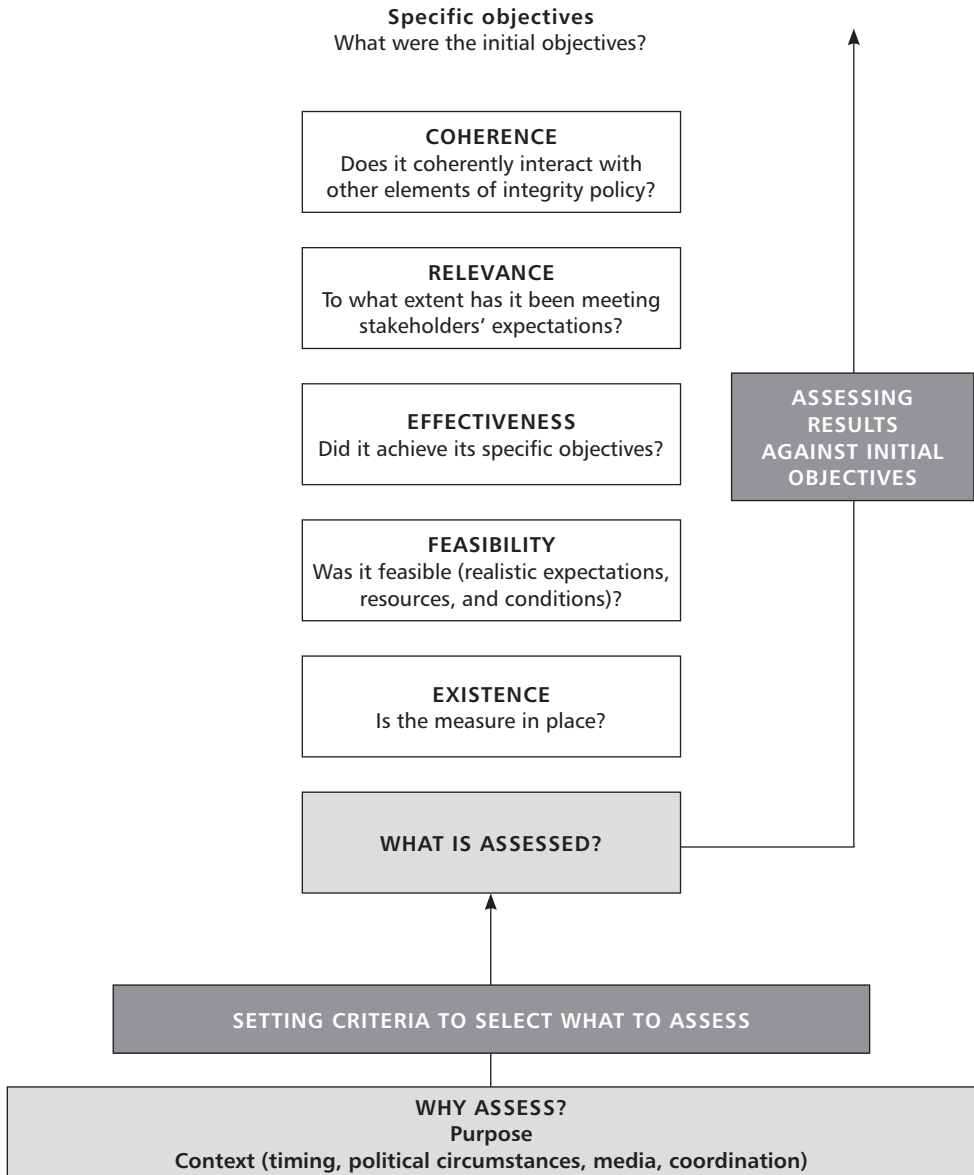 Specific objectives
What were the initial objectives?
COHERENCE
Does it coherently interact with
other elements of integrity policy?
RELEVANCE
To what extent has it been meeting
stakeholders’ expectations?
ASSESSING
RESULTS
AGAINST INITIAL
OBJECTIVES
EFFECTIVENESS
Did it achieve its specific objectives?
FEASIBILITY
Was it feasible (realistic expectations,
resources, and conditions)?
EXISTENCE
Is the measure in place?
WHAT IS ASSESSED?
SETTING CRITERIA TO SELECT WHAT TO ASSESS
WHY ASSESS?
Purpose
Context (timing, political circumstances, media, coordination)